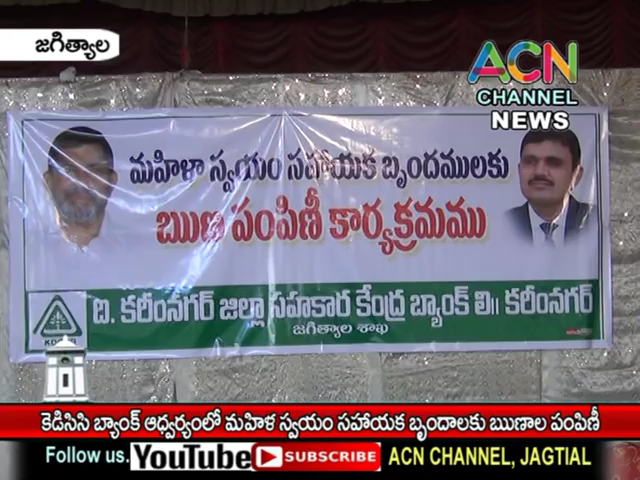 జగిత్యాల
ACN
CHANNEL
NEWS
మహిళా స్వయం సహాయక బృందములకు
ఋణ పంపిణీ కార్యక్రమము
ది. కరీంనగర్ జిల్లా సహకార కేంద్ర బ్యాంక్ లి॥ కరీంనగర్
జగిత్యాల శాఖ
కెడిసిసి బ్యాంక్ ఆధ్వర్యంలో మహిళ స్వయం సహాయక బృందాలకు ఋణాల పంపిణీ
Follow us. YouTube SUBSCRIBE ACN CHANNEL, JAGTIAL